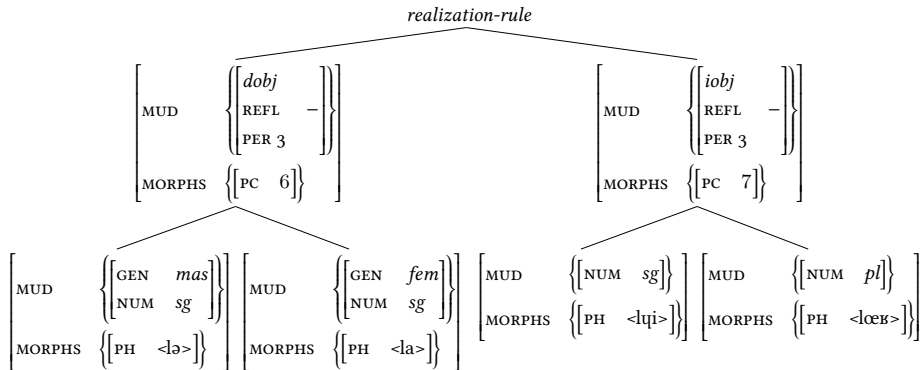 realization-rule
MUD {[dobj
REFL −
PER 3]}
MORPHS {[PC 6]}
MUD {[iobj
REFL −
PER 3]}
MORPHS {[PC 7]}
MUD {[GEN mas
NUM sg]}
MORPHS {[PH <lə>]}
MUD {[GEN fem
NUM sg]}
MORPHS {[PH <la>]}
MUD {[NUM sg]}
MORPHS {[PH <lɥi>]}
MUD {[NUM pl]}
MORPHS {[PH <lœʁ>]}